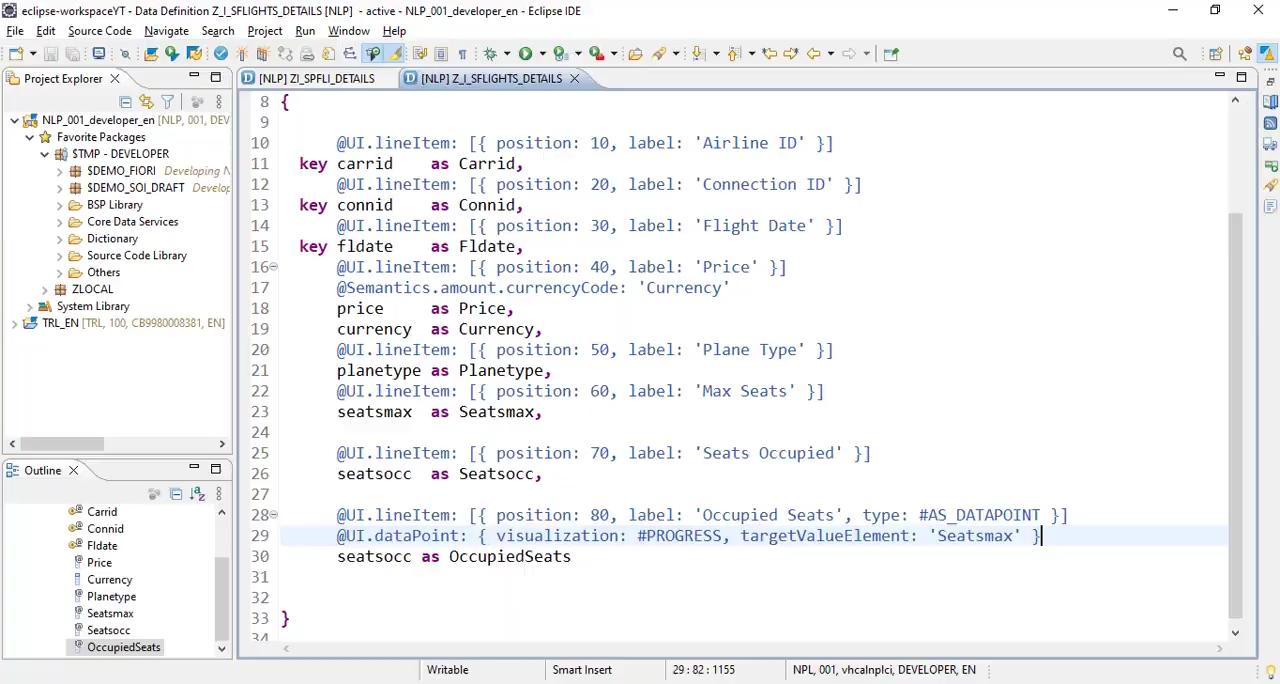 eclipse-workspaceYT - Data Definition Z_I_SFLIGHTS_DETAILS [NLP] - active - NLP_001_developer_en - Eclipse IDE
File Edit Source Code Navigate Search Project Run Window Help
Project Explorer
[NLP] ZI_SPFLI_DETAILS
[NLP] Z_I_SFLIGHTS_DETAILS
NLP_001_developer_en [NLP, 001, DEV
Favorite Packages
$TMP - DEVELOPER
$DEMO_FIORI Developing N
$DEMO_SOI_DRAFT Develop
BSP Library
Core Data Services
Dictionary
Source Code Library
Others
ZLOCAL
System Library
TRL_EN [TRL, 100, CB9980008381, EN]
Outline
Carrid
Connid
Fldate
Price
Currency
Planetype
Seatsmax
Seatsocc
OccupiedSeats
8 {
9
10 @UI.lineItem: [{ position: 10, label: 'Airline ID' }]
11 key carrid as Carrid,
12 @UI.lineItem: [{ position: 20, label: 'Connection ID' }]
13 key connid as Connid,
14 @UI.lineItem: [{ position: 30, label: 'Flight Date' }]
15 key fldate as Fldate,
16 @UI.lineItem: [{ position: 40, label: 'Price' }]
17 @Semantics.amount.currencyCode: 'Currency'
18 price as Price,
19 currency as Currency,
20 @UI.lineItem: [{ position: 50, label: 'Plane Type' }]
21 planetype as Planetype,
22 @UI.lineItem: [{ position: 60, label: 'Max Seats' }]
23 seatsmax as Seatsmax,
24
25 @UI.lineItem: [{ position: 70, label: 'Seats Occupied' }]
26 seatsocc as Seatsocc,
27
28 @UI.lineItem: [{ position: 80, label: 'Occupied Seats', type: #AS_DATAPOINT }]
29 @UI.dataPoint: { visualization: #PROGRESS, targetValueElement: 'Seatsmax' }
30 seatsocc as OccupiedSeats
31
32
33 }
34
Writable
Smart Insert
29 : 82 : 1155
NPL, 001, vhcalnplci, DEVELOPER, EN